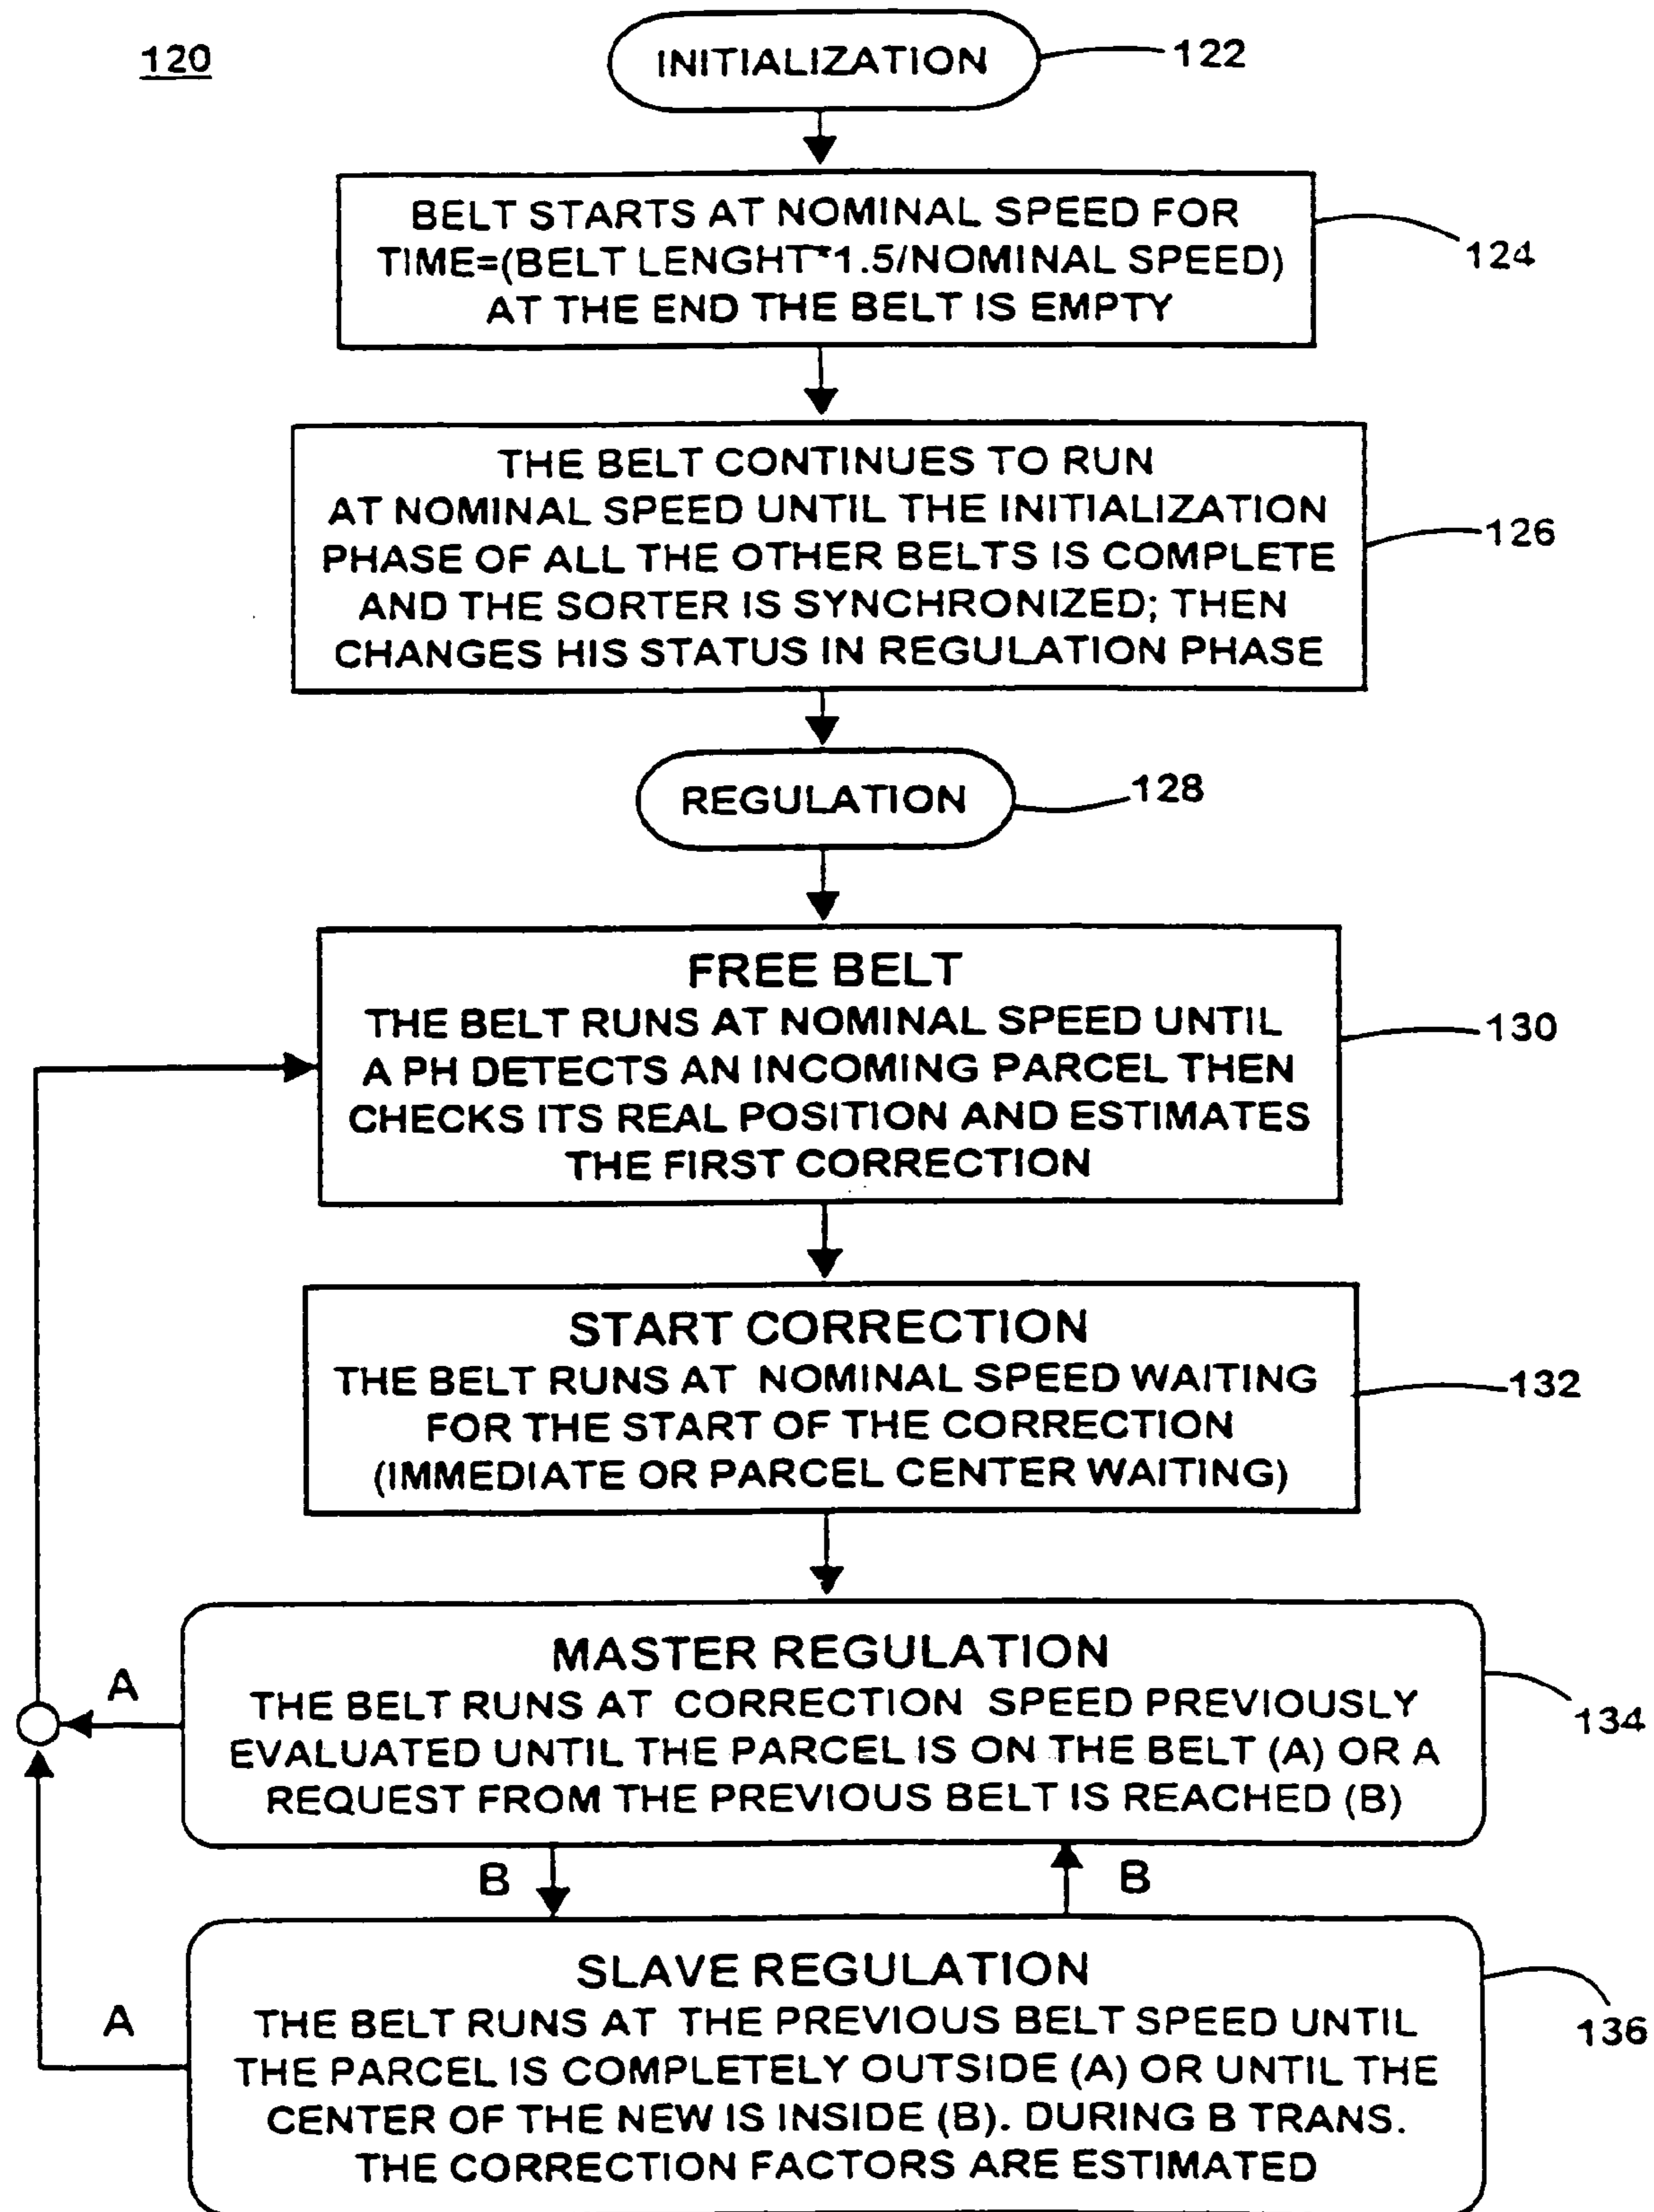 120
INITIALIZATION
122
BELT STARTS AT NOMINAL SPEED FOR
TIME=(BELT LENGHT*1.5/NOMINAL SPEED)
AT THE END THE BELT IS EMPTY
124
THE BELT CONTINUES TO RUN
AT NOMINAL SPEED UNTIL THE INITIALIZATION
PHASE OF ALL THE OTHER BELTS IS COMPLETE
AND THE SORTER IS SYNCHRONIZED; THEN
CHANGES HIS STATUS IN REGULATION PHASE
126
REGULATION
128
FREE BELT
THE BELT RUNS AT NOMINAL SPEED UNTIL
A PH DETECTS AN INCOMING PARCEL THEN
CHECKS ITS REAL POSITION AND ESTIMATES
THE FIRST CORRECTION
130
START CORRECTION
THE BELT RUNS AT NOMINAL SPEED WAITING
FOR THE START OF THE CORRECTION
(IMMEDIATE OR PARCEL CENTER WAITING)
132
MASTER REGULATION
THE BELT RUNS AT CORRECTION SPEED PREVIOUSLY
EVALUATED UNTIL THE PARCEL IS ON THE BELT (A) OR A
REQUEST FROM THE PREVIOUS BELT IS REACHED (B)
134
A
B
B
SLAVE REGULATION
THE BELT RUNS AT THE PREVIOUS BELT SPEED UNTIL
THE PARCEL IS COMPLETELY OUTSIDE (A) OR UNTIL THE
CENTER OF THE NEW IS INSIDE (B). DURING B TRANS.
THE CORRECTION FACTORS ARE ESTIMATED
136
A